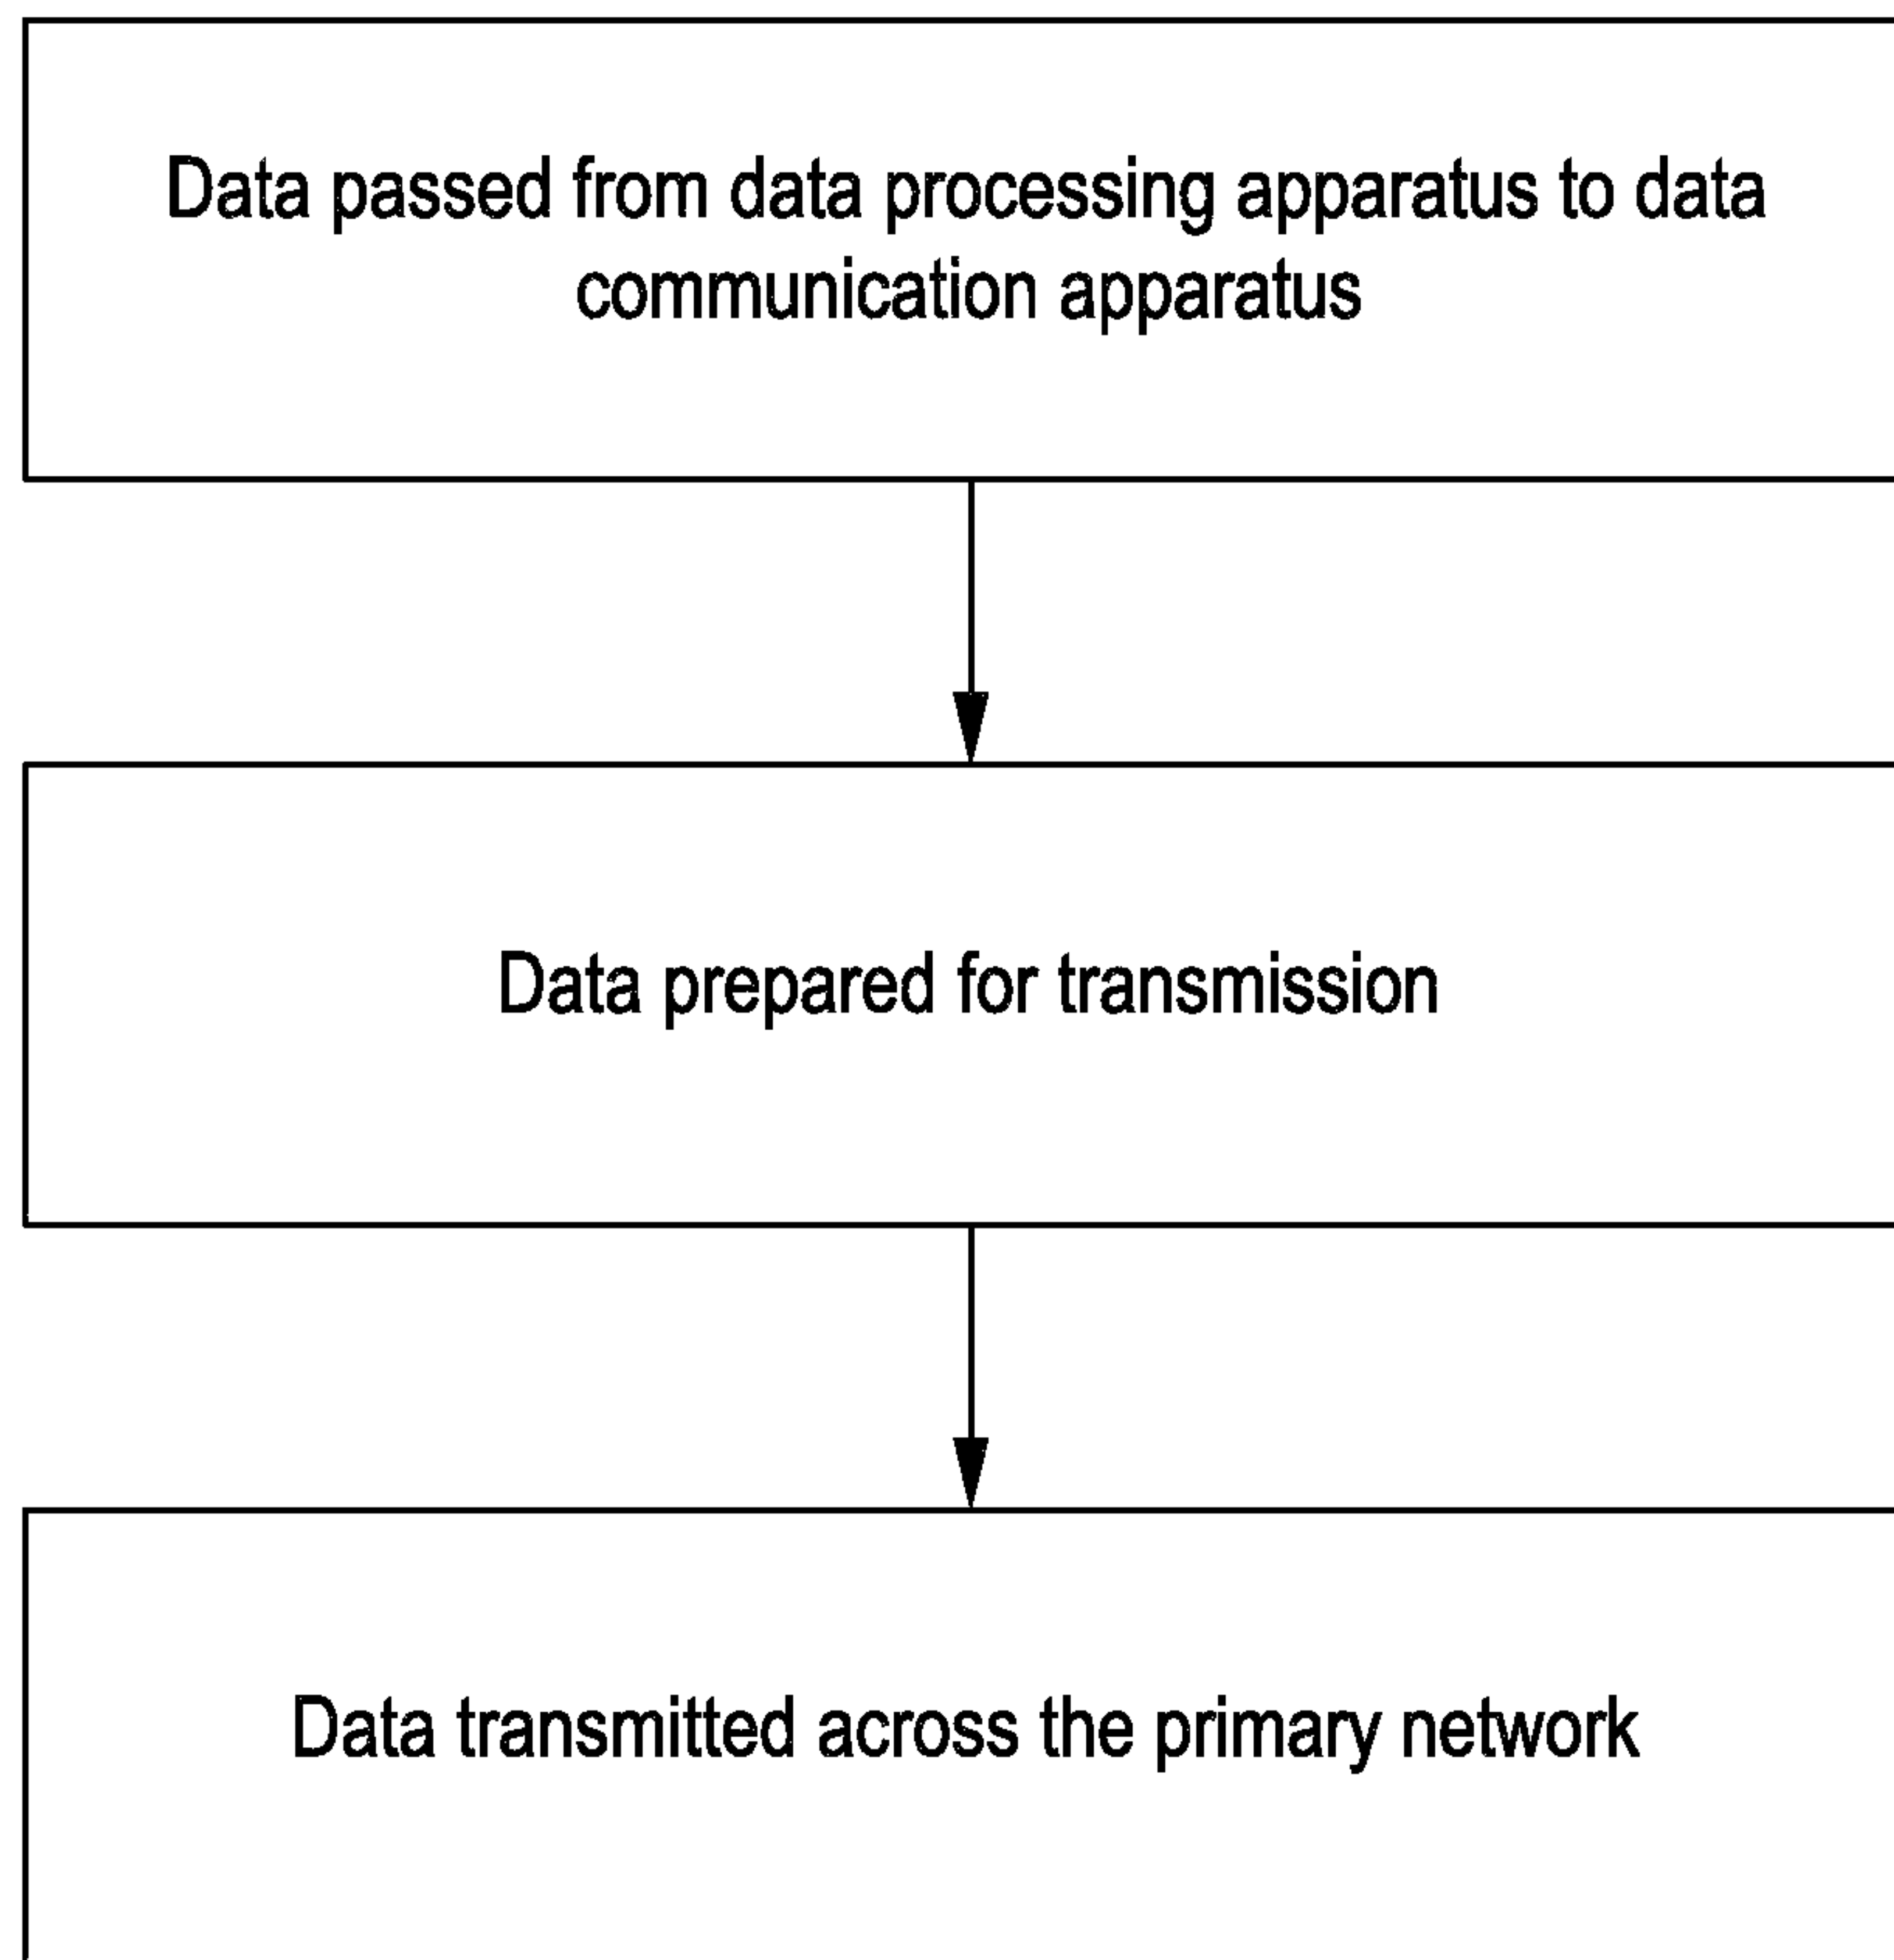 Data passed from data processing apparatus to data
communication apparatus
Data prepared for transmission
Data transmitted across the primary network